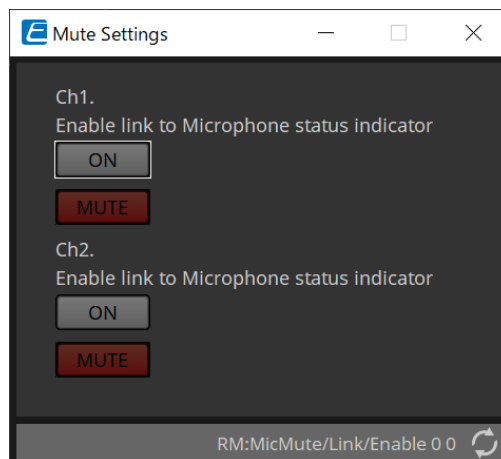 Mute Settings
Ch1.
Enable link to Microphone status indicator
ON
MUTE
Ch2.
Enable link to Microphone status indicator
ON
MUTE
RM:MicMute/Link/Enable 0 0